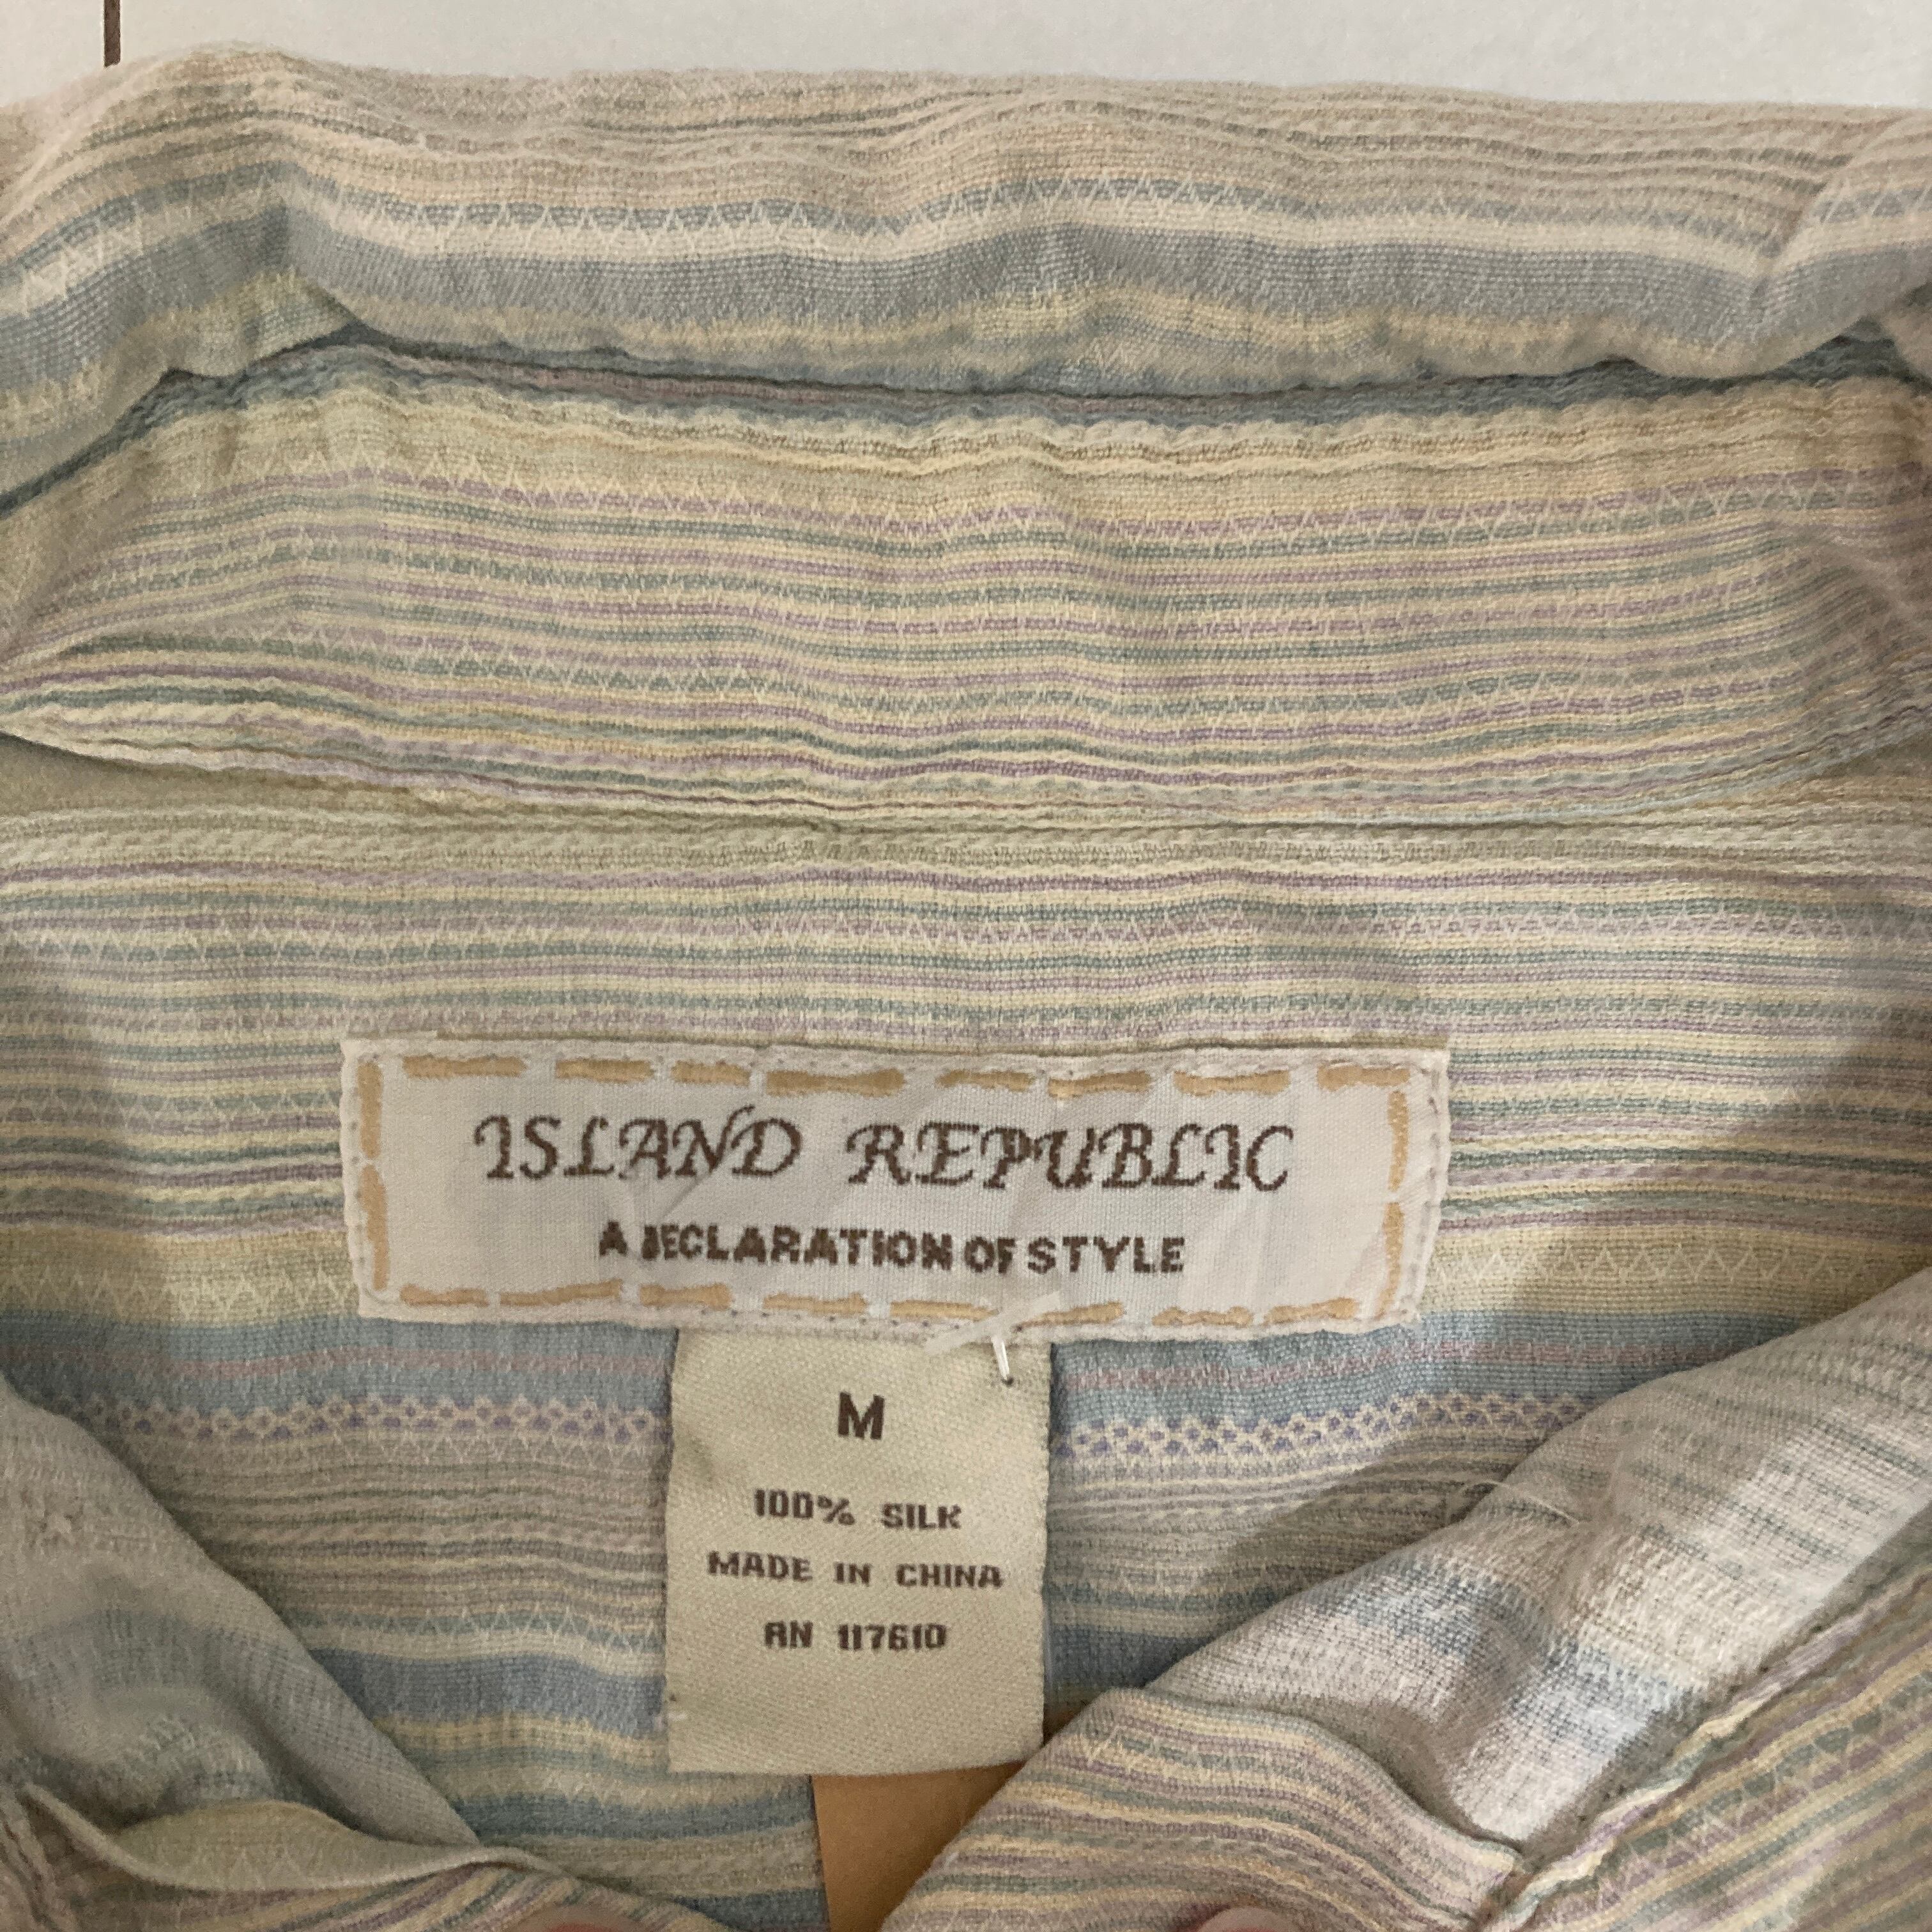 ISLAND REPUBLIC
A DECLARATION OF STYLE
M
100% SILK
MADE IN CHINA
RN 117610